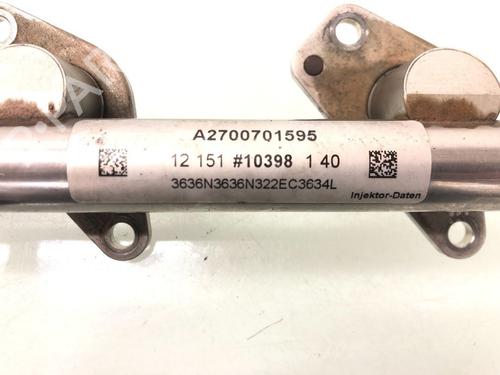 A2700701595
12 151 #10398 1 40
3636N3636N322EC3634L
Injektor-Daten